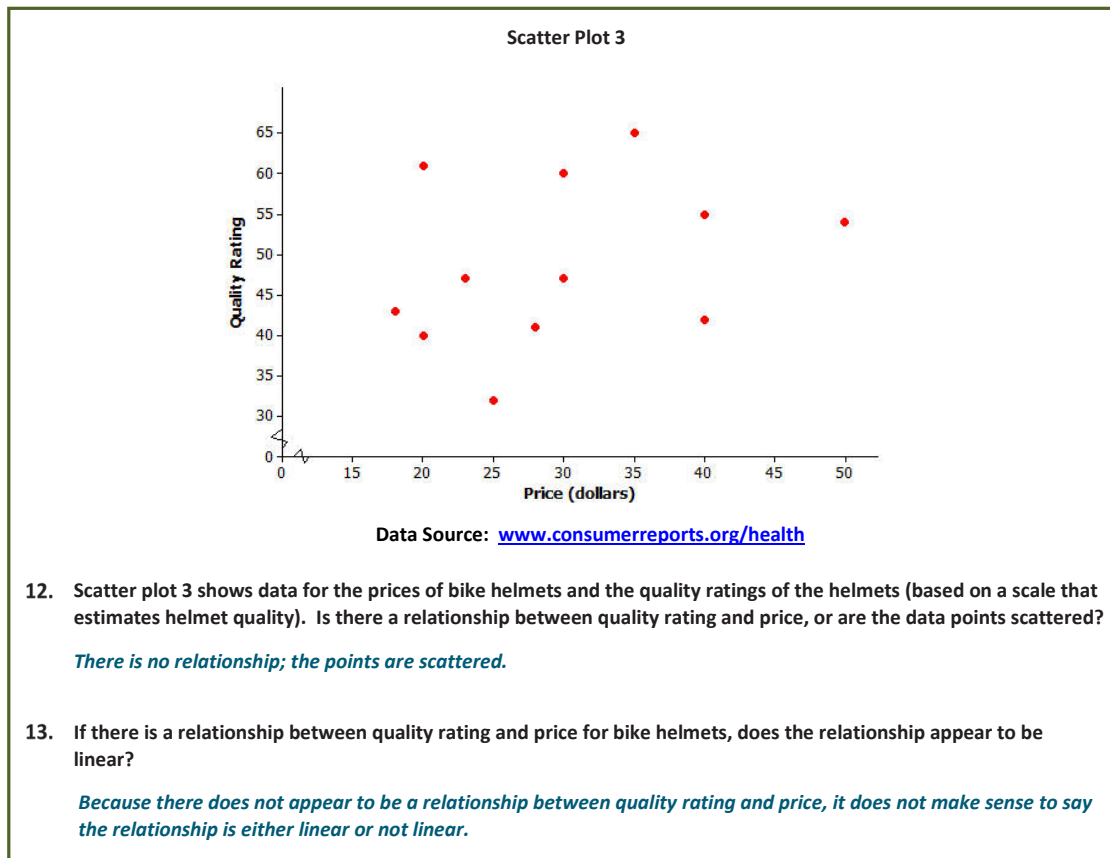 Scatter Plot 3
65
60
55
50
45
40
35
30
0
Quality Rating
0 15 20 25 30 35 40 45 50
Price (dollars)
Data Source: www.consumerreports.org/health
12. Scatter plot 3 shows data for the prices of bike helmets and the quality ratings of the helmets (based on a scale that
estimates helmet quality). Is there a relationship between quality rating and price, or are the data points scattered?
There is no relationship; the points are scattered.
13. If there is a relationship between quality rating and price for bike helmets, does the relationship appear to be
linear?
Because there does not appear to be a relationship between quality rating and price, it does not make sense to say
the relationship is either linear or not linear.